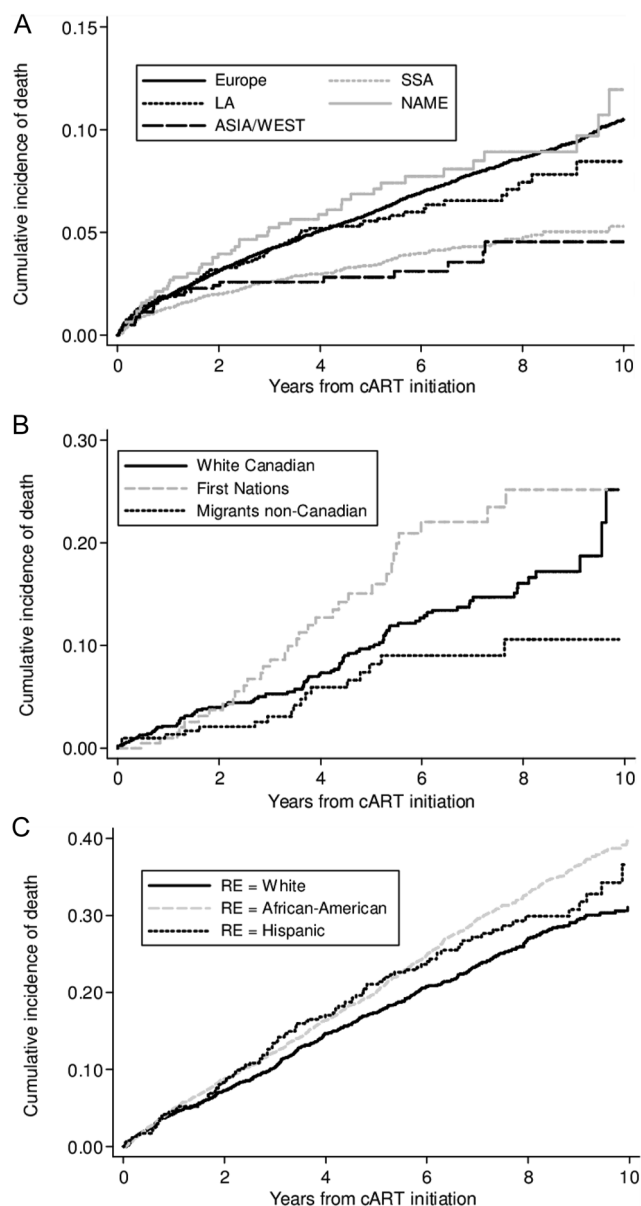 A
Cumulative incidence of death
0.15
0.10
0.05
0.00
Europe SSA
LA NAME
ASIA/WEST
0 2 4 6 8 10
Years from cART initiation
B
Cumulative incidence of death
0.30
0.20
0.10
0.00
White Canadian
First Nations
Migrants non-Canadian
0 2 4 6 8 10
Years from cART initiation
C
Cumulative incidence of death
0.40
0.30
0.20
0.10
0.00
RE = White
RE = African-American
RE = Hispanic
0 2 4 6 8 10
Years from cART initiation